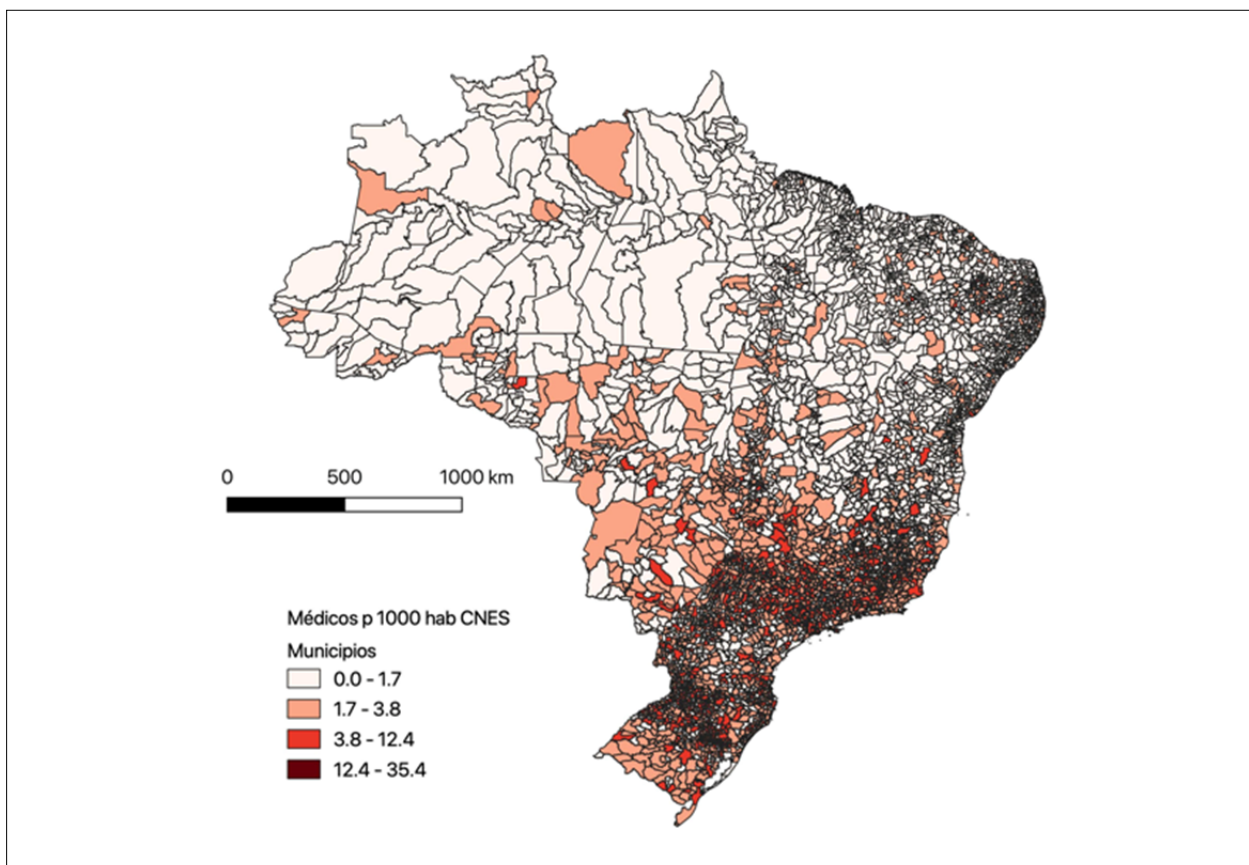 0 500 1000 km
Médicos p 1000 hab CNES
Municipios
0.0 - 1.7
1.7 - 3.8
3.8 - 12.4
12.4 - 35.4